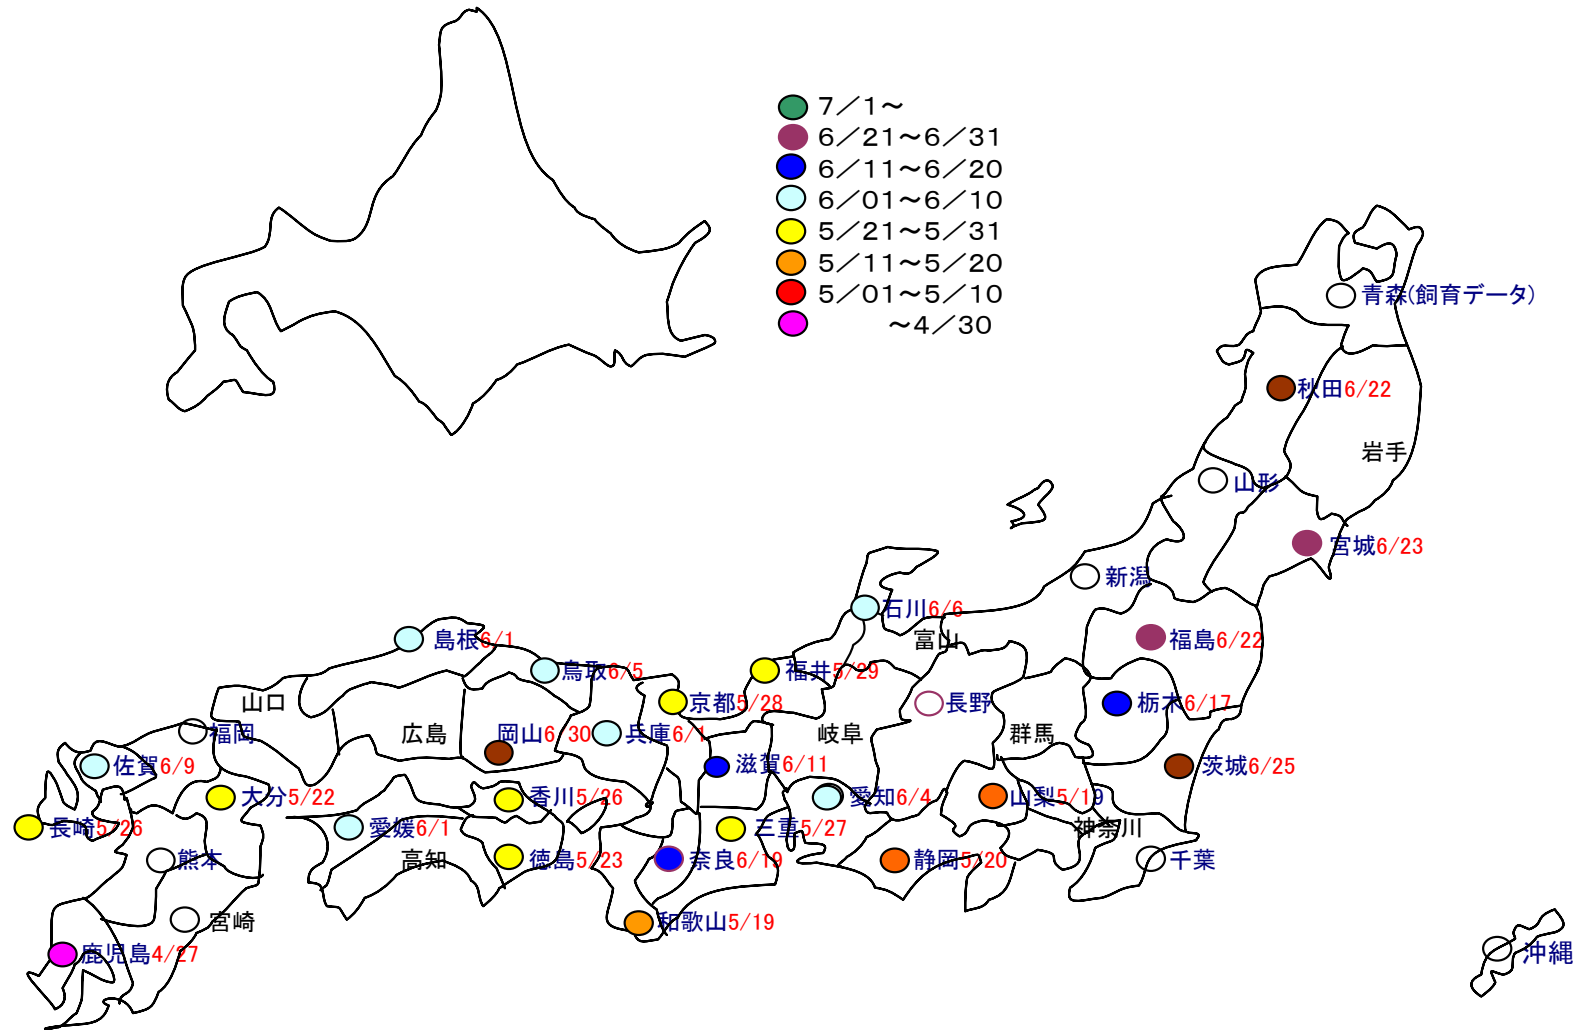 7／1～
6／21～6／31
6／11～6／20
6／01～6／10
5／21～5／31
5／11～5／20
5／01～5／10
～4／30
青森(飼育データ)
秋田6/22
岩手
山形
宮城6/23
新潟
石川6/6
富山
福島6/22
島根6/1
鳥取6/5
福井5/29
山口
京都5/28
長野
栃木6/17
福岡
広島
岡山6/30
兵庫6/1
岐阜
群馬
佐賀6/9
滋賀6/11
茨城6/25
大分5/22
香川5/26
愛知6/4
山梨5/19
長崎5/26
愛媛6/1
三重5/27
神奈川
熊本
高知
徳島5/23
奈良6/19
静岡5/20
千葉
宮崎
和歌山5/19
鹿児島4/27
沖縄